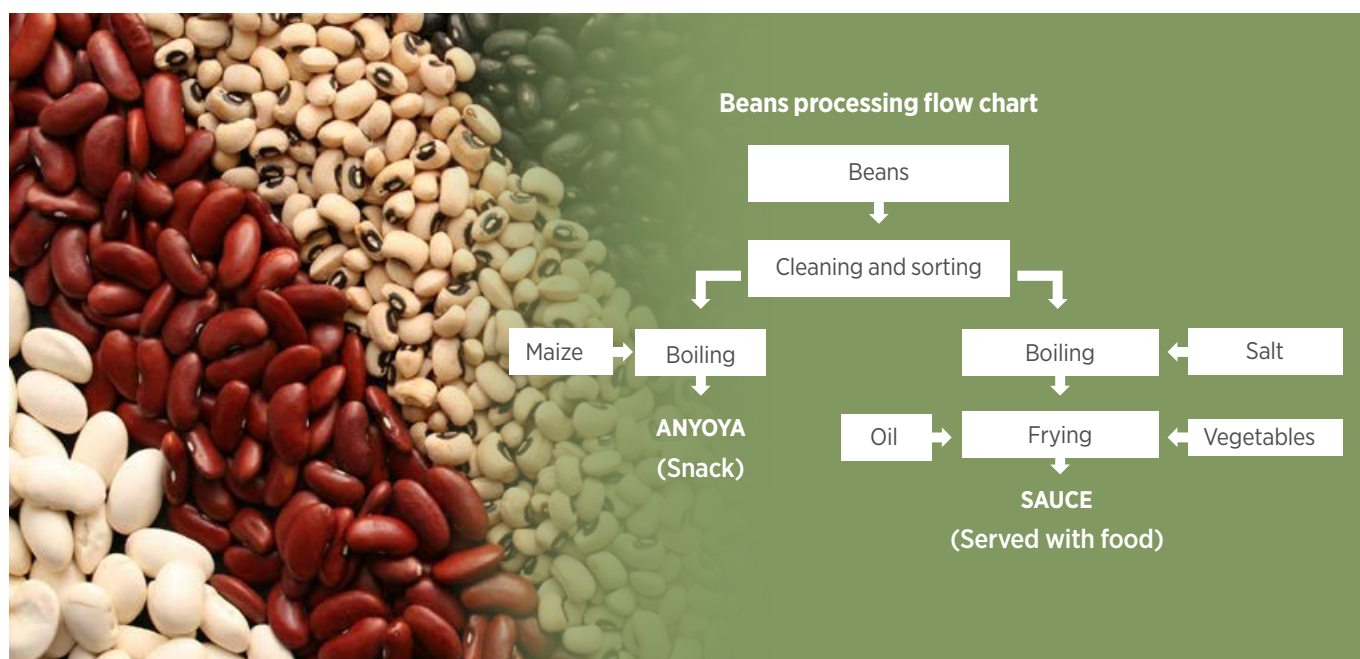 Beans processing flow chart
Beans
Cleaning and sorting
Maize
Boiling
ANYOYA
(Snack)
Boiling
Salt
Oil
Frying
Vegetables
SAUCE
(Served with food)